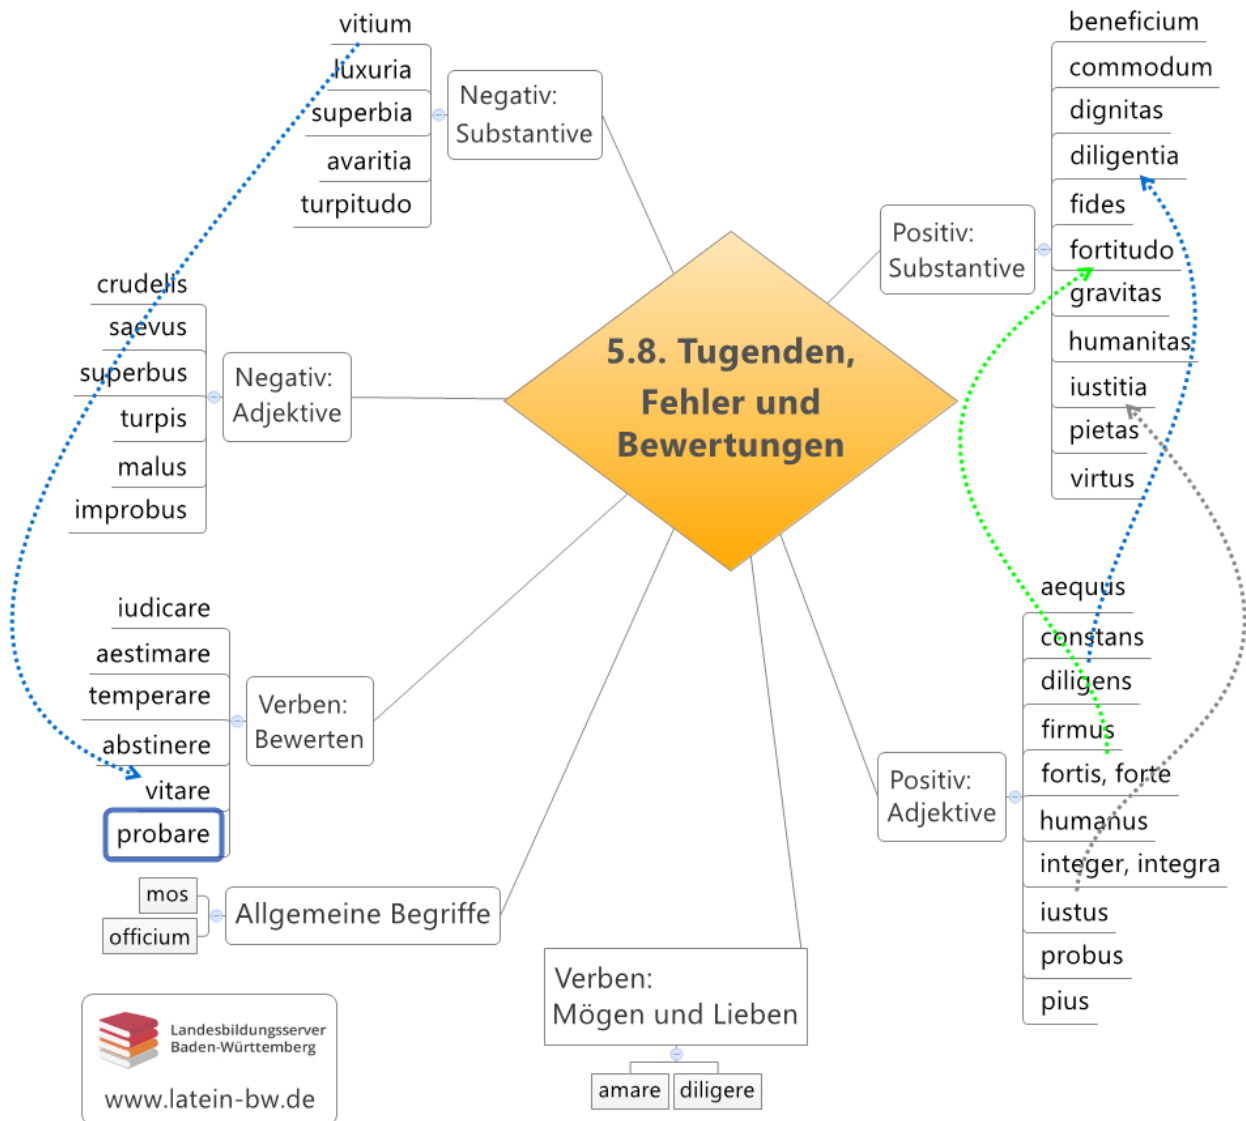 5.8. Tugenden,
Fehler und
Bewertungen
Negativ:
Substantive
vitium
luxuria
superbia
avaritia
turpitudo
Negativ:
Adjektive
crudelis
saevus
superbus
turpis
malus
improbus
Verben:
Bewerten
iudicare
aestimare
temperare
abstinere
vitare
probare
Allgemeine Begriffe
mos
officium
Verben:
Mögen und Lieben
amare
diligere
Positiv:
Substantive
beneficium
commodum
dignitas
diligentia
fides
fortitudo
gravitas
humanitas
iustitia
pietas
virtus
Positiv:
Adjektive
aequus
constans
diligens
firmus
fortis, forte
humanus
integer, integra
iustus
probus
pius
Landesbildungsserver
Baden-Württemberg
www.latein-bw.de